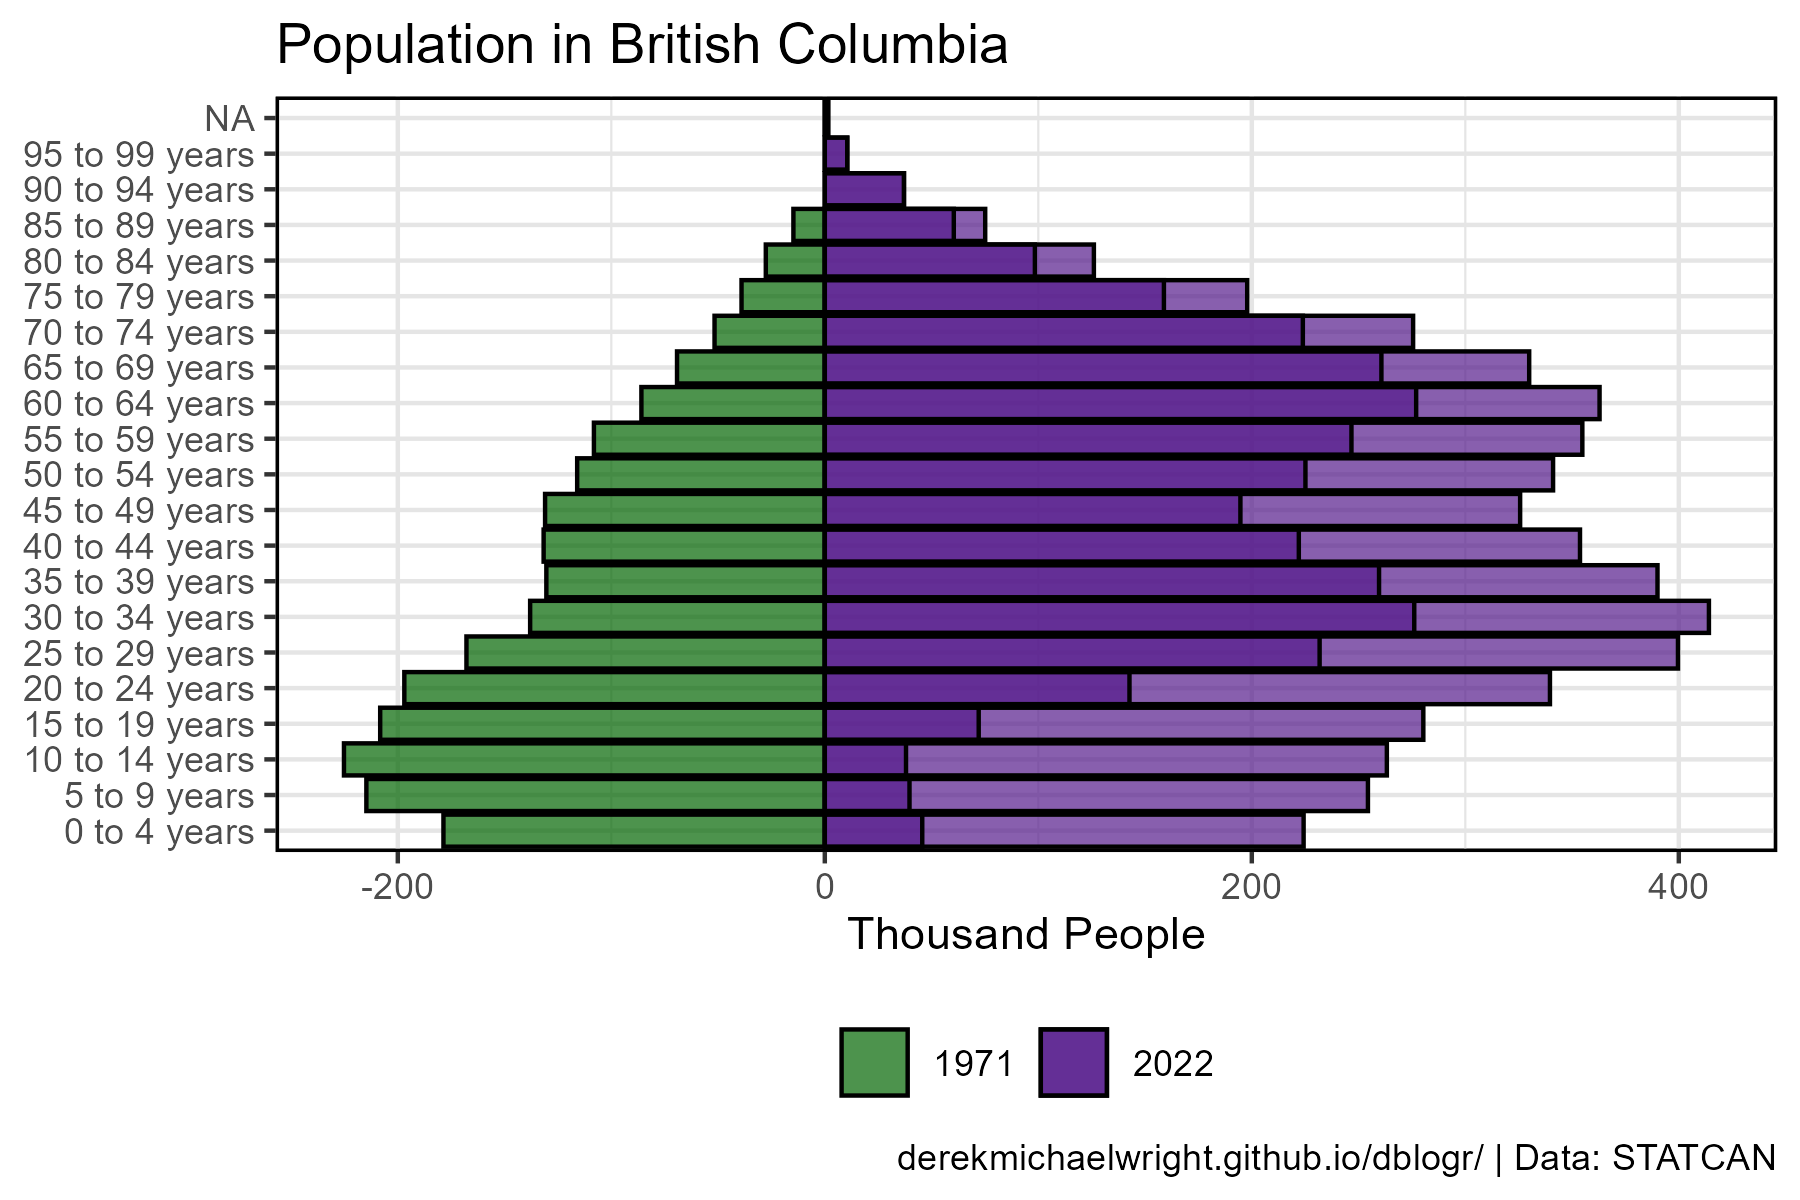 Population in British Columbia
NA
95 to 99 years
90 to 94 years
85 to 89 years
80 to 84 years
75 to 79 years
70 to 74 years
65 to 69 years
60 to 64 years
55 to 59 years
50 to 54 years
45 to 49 years
40 to 44 years
35 to 39 years
30 to 34 years
25 to 29 years
20 to 24 years
15 to 19 years
10 to 14 years
5 to 9 years
0 to 4 years
-200 0 200 400
Thousand People
1971 2022
derekmichaelwright.github.io/dblogr/ | Data: STATCAN